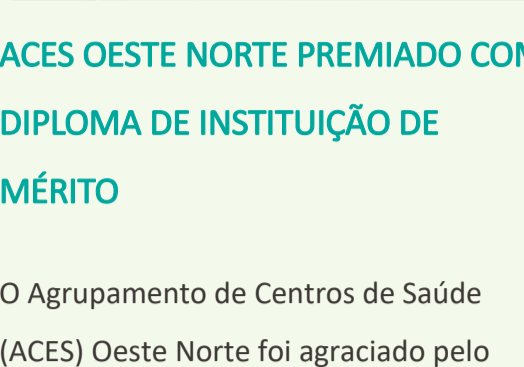 ACES OESTE NORTE PREMIADO COM
DIPLOMA DE INSTITUIÇÃO DE
MÉRITO
O Agrupamento de Centros de Saúde
(ACES) Oeste Norte foi agraciado pelo